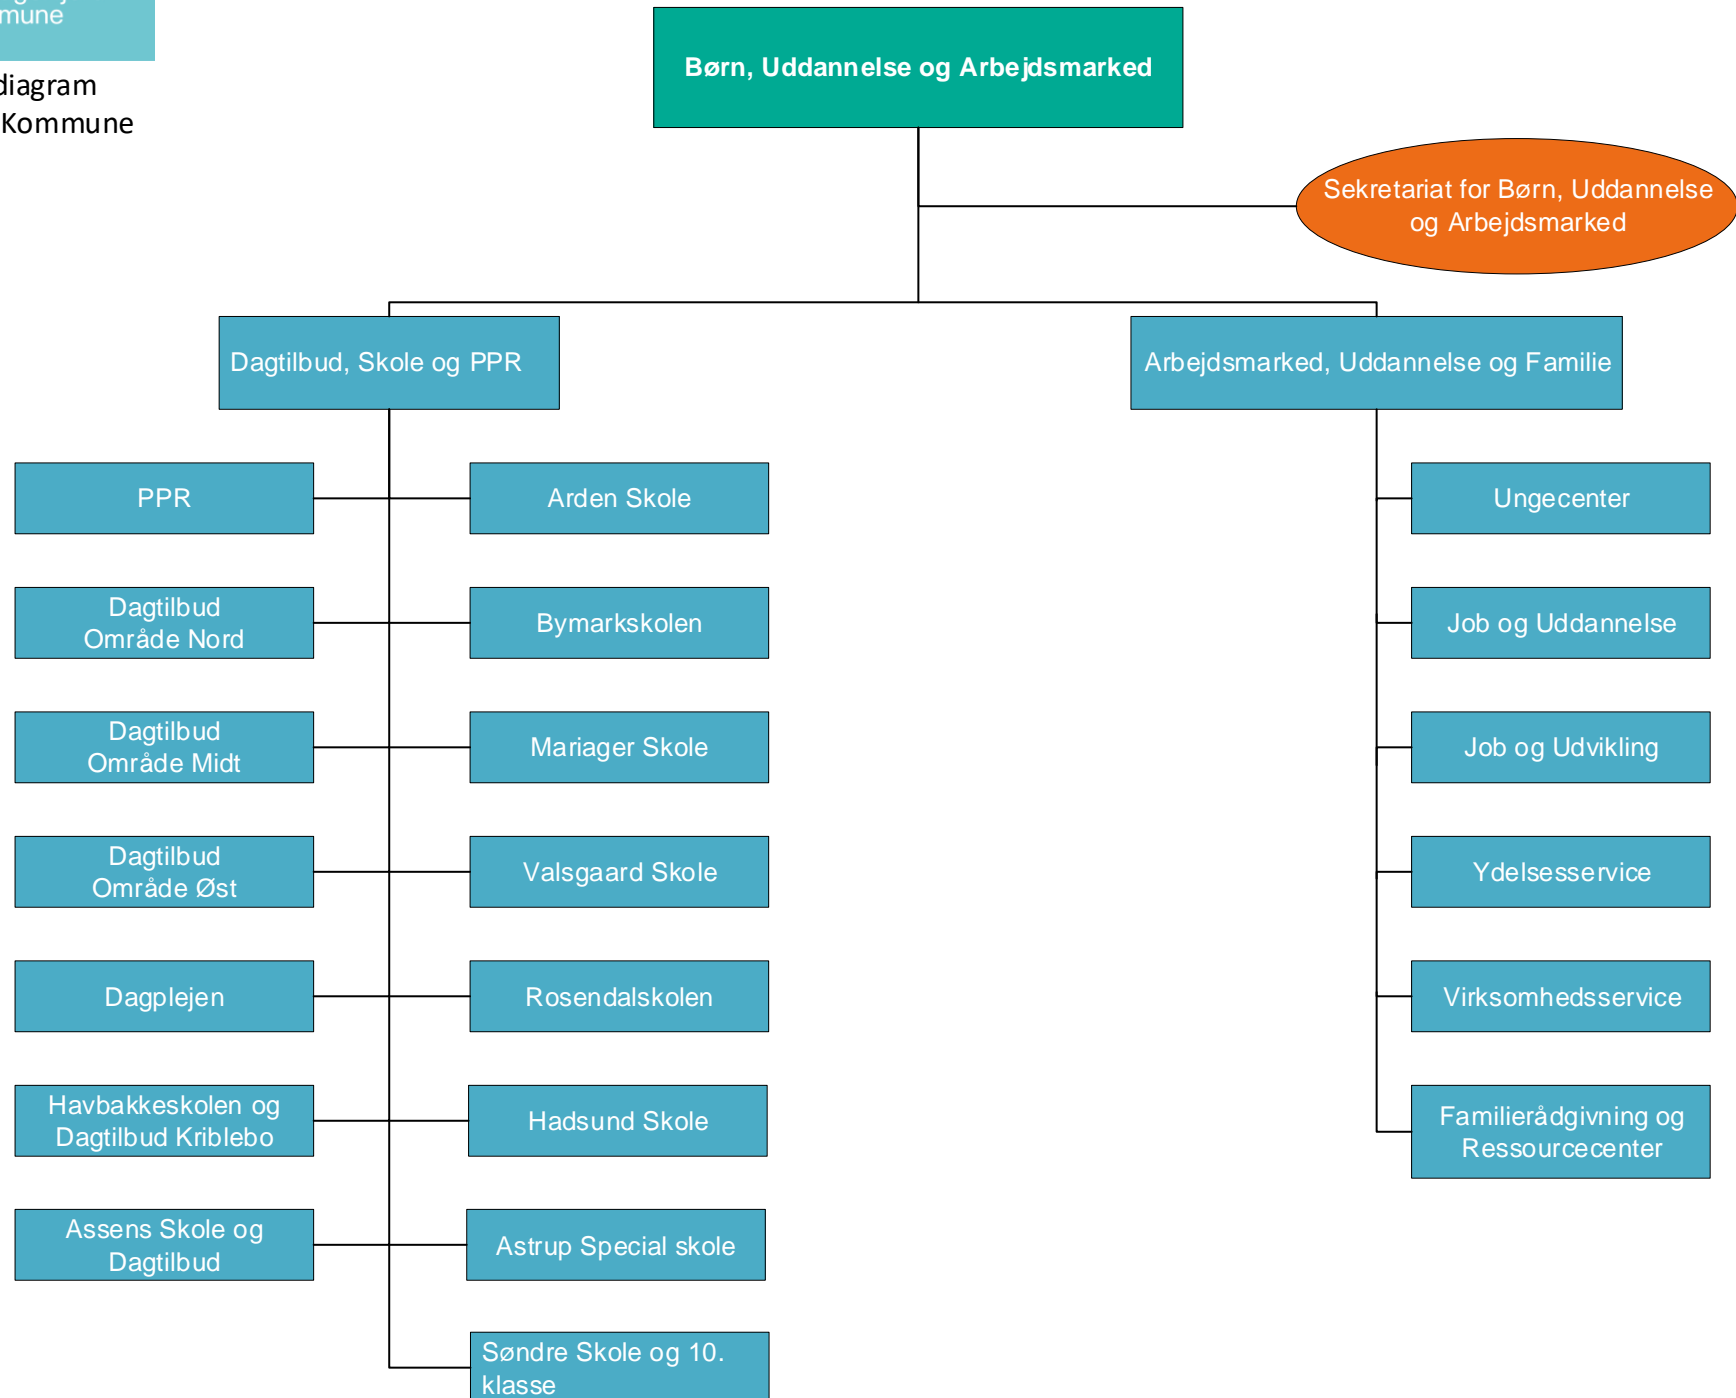 mmune
diagram
Kommune
Børn, Uddannelse og Arbejdsmarked
Sekretariat for Børn, Uddannelse
og Arbejdsmarked
Dagtilbud, Skole og PPR
Arbejdsmarked, Uddannelse og Familie
PPR
Arden Skole
Ungecenter
Dagtilbud
Område Nord
Bymarkskolen
Job og Uddannelse
Dagtilbud
Område Midt
Mariager Skole
Job og Udvikling
Dagtilbud
Område Øst
Valsgaard Skole
Ydelsesservice
Dagplejen
Rosendalskolen
Virksomhedsservice
Havbakkeskolen og
Dagtilbud Kriblebo
Hadsund Skole
Familierådgivning og
Ressourcecenter
Assens Skole og
Dagtilbud
Astrup Special skole
Søndre Skole og 10.
klasse